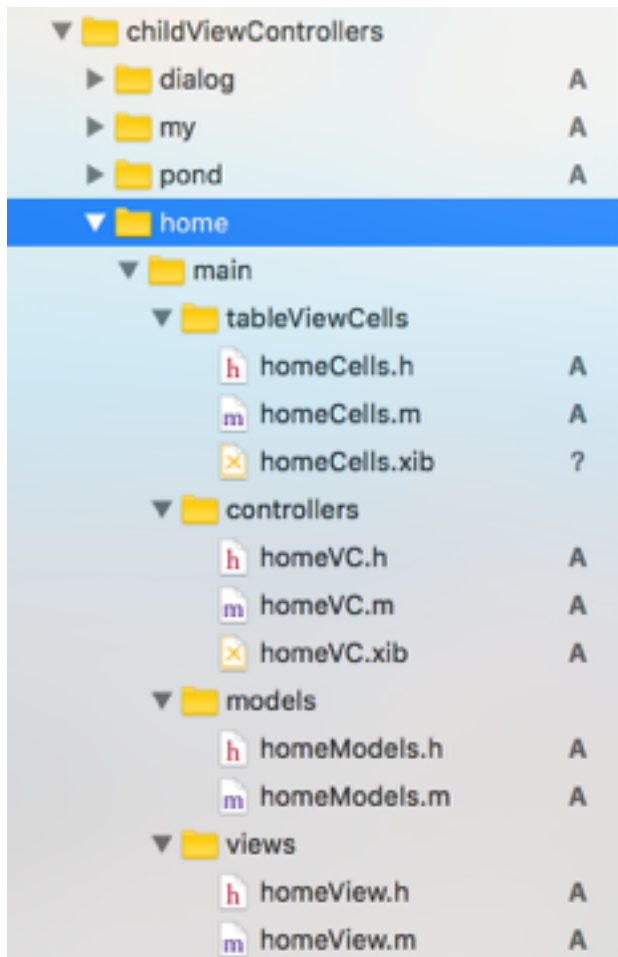 childViewControllers
dialog A
my A
pond A
home
main
tableViewCells
h homeCells.h A
m homeCells.m A
homeCells.xib ?
controllers
h homeVC.h A
m homeVC.m A
homeVC.xib A
models
h homeModels.h A
m homeModels.m A
views
h homeView.h A
m homeView.m A